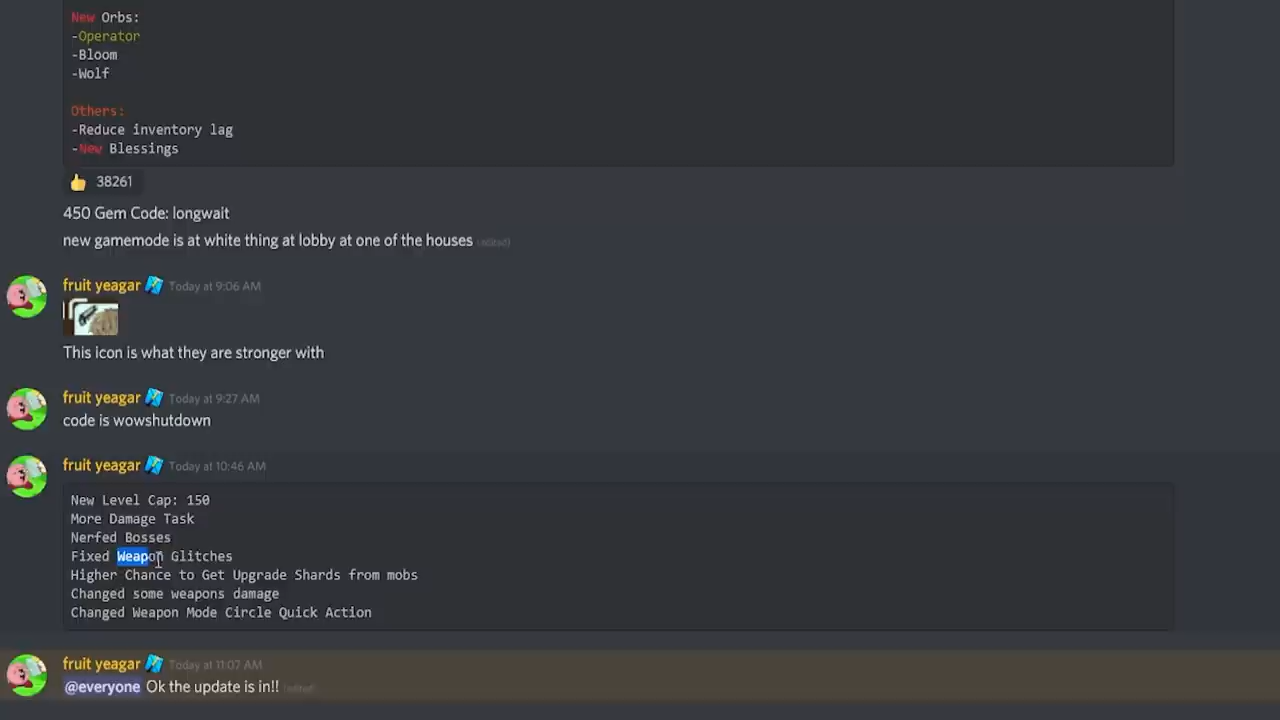 New Orbs:
-Operator
-Bloom
-Wolf
Others:
-Reduce inventory lag
-New Blessings
👍 38261
450 Gem Code: longwait
new gamemode is at white thing at lobby at one of the houses (edited)
fruit yeagar Today at 9:06 AM
This icon is what they are stronger with
fruit yeagar Today at 9:27 AM
code is wowshutdown
fruit yeagar Today at 10:46 AM
New Level Cap: 150
More Damage Task
Nerfed Bosses
Fixed Weapon Glitches
Higher Chance to Get Upgrade Shards from mobs
Changed some weapons damage
Changed Weapon Mode Circle Quick Action
fruit yeagar Today at 11:07 AM
@everyone Ok the update is in!! (edited)